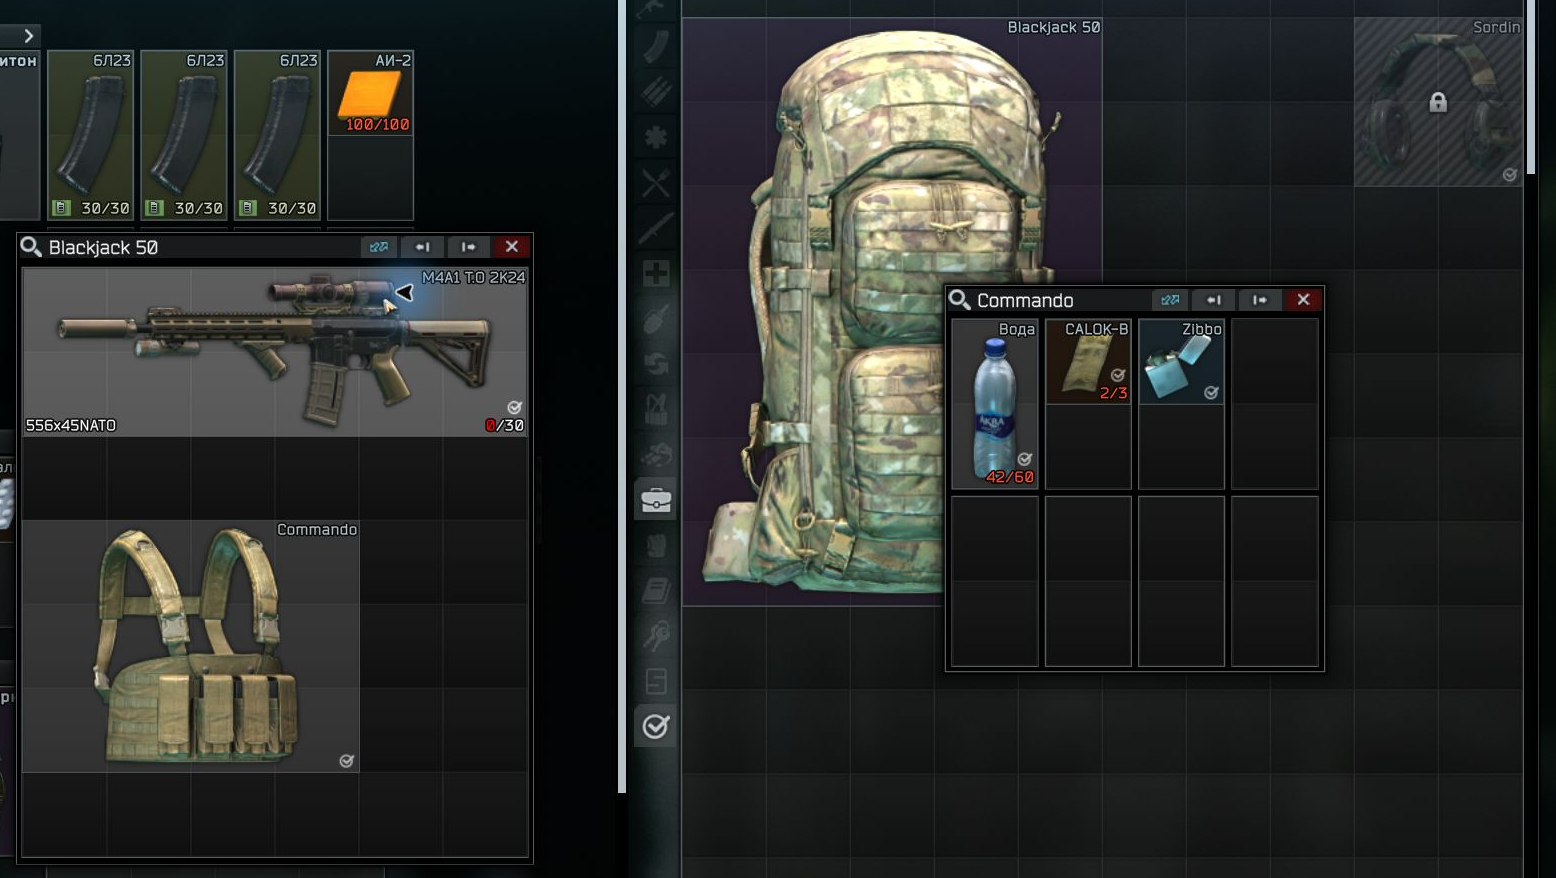 итон
6Л23
6Л23
6Л23
АИ-2
100/100
30/30
30/30
30/30
Blackjack 50
M4A1 T.O 2K24
556x45NATO
0/30
Commando
Blackjack 50
Sordin
Commando
Вода
CALOK-B
Zibbo
АКВА
2/3
42/60